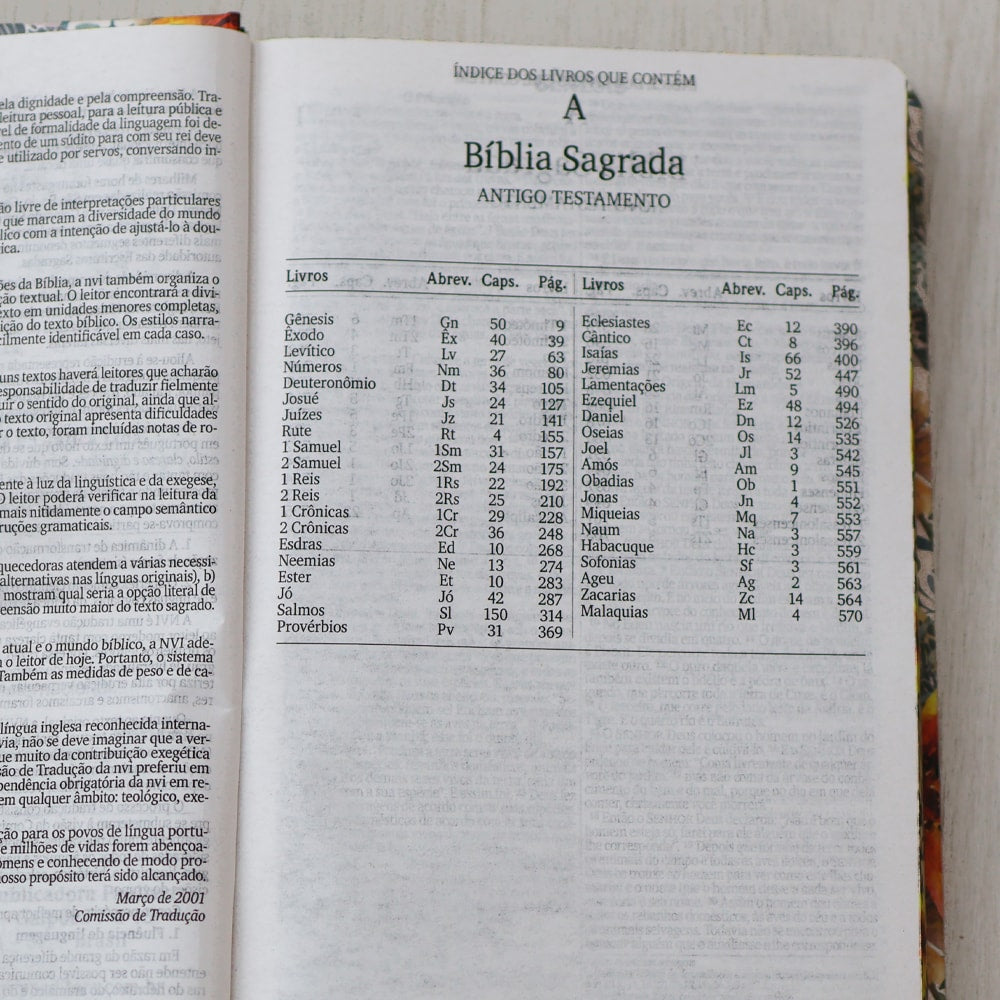 ela dignidade e pela compreensão. Tra-
leitura pessoal, para a leitura pública e
el de formalidade da linguagem foi de-
ento de um súdito para com seu rei deve
e utilizado por servos, conversando in-
ão livre de interpretações particulares
que marcam a diversidade do mundo
lico com a intenção de ajustá-lo à dou-
ica.
ões da Bíblia, a nvi também organiza o
ção textual. O leitor encontrará a divi-
exto em unidades menores completas,
ição do texto bíblico. Os estilos narra-
cilmente identificável em cada caso.
uns textos haverá leitores que acharão
esponsabilidade de traduzir fielmente
uir o sentido do original, ainda que al-
texto original apresenta dificuldades
r o texto, foram incluídas notas de ro-
ente à luz da linguística e da exegese,
O leitor poderá verificar na leitura da
mais nitidamente o campo semântico
ruções gramaticais.
quecedoras atendem a várias necessi-
alternativas nas línguas originais), b)
mostram qual seria a opção literal de
eensão muito maior do texto sagrado.
atual e o mundo bíblico, a NVI ade-
o leitor de hoje. Portanto, o sistema
Também as medidas de peso e de ca-
língua inglesa reconhecida interna-
via, não se deve imaginar que a ver-
ue muito da contribuição exegética
são de Tradução da nvi preferiu em
pendência obrigatória da nvi em re-
em qualquer âmbito: teológico, exe-
ção para os povos de língua portu-
e milhões de vidas forem abençoa-
omens e conhecendo de modo pro-
nosso propósito terá sido alcançado.
Março de 2001
Comissão de Tradução
ÍNDICE DOS LIVROS QUE CONTÉM
A
Bíblia Sagrada
ANTIGO TESTAMENTO
Livros Abrev. Caps. Pág.
Gênesis Gn 50 9
Êxodo Êx 40 39
Levítico Lv 27 63
Números Nm 36 80
Deuteronômio Dt 34 105
Josué Js 24 127
Juízes Jz 21 141
Rute Rt 4 155
1 Samuel 1Sm 31 157
2 Samuel 2Sm 24 175
1 Reis 1Rs 22 192
2 Reis 2Rs 25 210
1 Crônicas 1Cr 29 228
2 Crônicas 2Cr 36 248
Esdras Ed 10 268
Neemias Ne 13 274
Ester Et 10 283
Jó Jó 42 287
Salmos Sl 150 314
Provérbios Pv 31 369
Livros Abrev. Caps. Pág.
Eclesiastes Ec 12 390
Cântico Ct 8 396
Isaías Is 66 400
Jeremias Jr 52 447
Lamentações Lm 5 490
Ezequiel Ez 48 494
Daniel Dn 12 526
Oseias Os 14 535
Joel Jl 3 542
Amós Am 9 545
Obadias Ob 1 551
Jonas Jn 4 552
Miqueias Mq 7 553
Naum Na 3 557
Habacuque Hc 3 559
Sofonias Sf 3 561
Ageu Ag 2 563
Zacarias Zc 14 564
Malaquias Ml 4 570